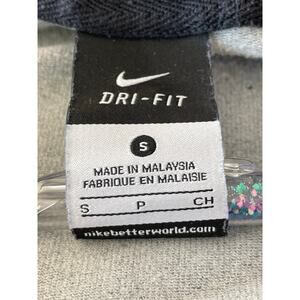 DRI-FIT
S
MADE IN MALAYSIA
FABRIQUE EN MALAISIE
S P CH
nikebetterworld.com